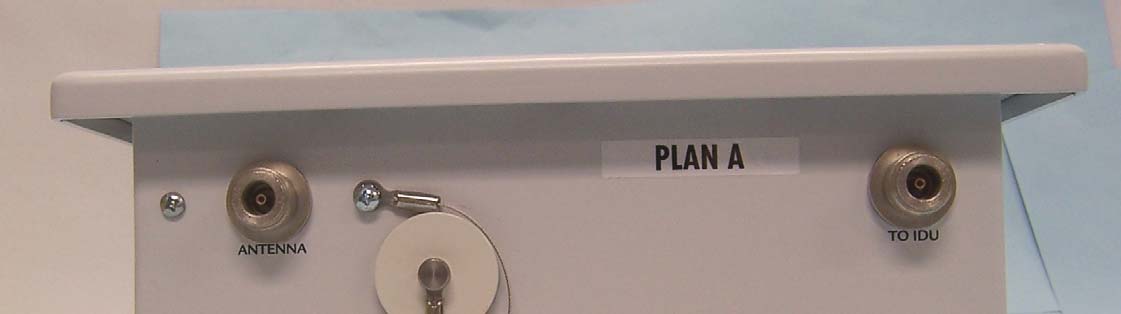 PLAN A
ANTENNA
TO IDU